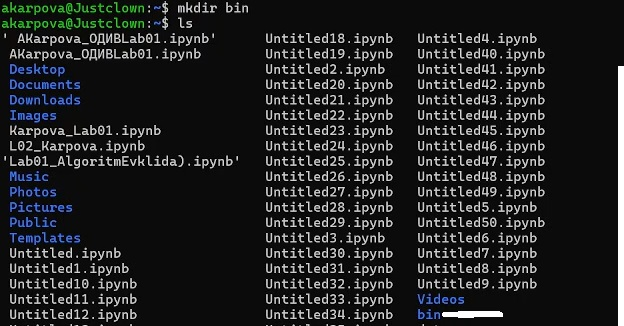 akarpova@Justclown:~$ mkdir bin
akarpova@Justclown:~$ ls
' AKarpova_ОДИВLab01.ipynb' Untitled18.ipynb Untitled4.ipynb
AKarpova_ОДИВLab01.ipynb Untitled19.ipynb Untitled40.ipynb
Desktop Untitled2.ipynb Untitled41.ipynb
Documents Untitled20.ipynb Untitled42.ipynb
Downloads Untitled21.ipynb Untitled43.ipynb
Images Untitled22.ipynb Untitled44.ipynb
Karpova_Lab01.ipynb Untitled23.ipynb Untitled45.ipynb
L02_Karpova.ipynb Untitled24.ipynb Untitled46.ipynb
'Lab01_AlgoritmEvklida).ipynb' Untitled25.ipynb Untitled47.ipynb
Music Untitled26.ipynb Untitled48.ipynb
Photos Untitled27.ipynb Untitled49.ipynb
Pictures Untitled28.ipynb Untitled5.ipynb
Public Untitled29.ipynb Untitled50.ipynb
Templates Untitled3.ipynb Untitled6.ipynb
Untitled.ipynb Untitled30.ipynb Untitled7.ipynb
Untitled1.ipynb Untitled31.ipynb Untitled8.ipynb
Untitled10.ipynb Untitled32.ipynb Untitled9.ipynb
Untitled11.ipynb Untitled33.ipynb Videos
Untitled12.ipynb Untitled34.ipynb bin